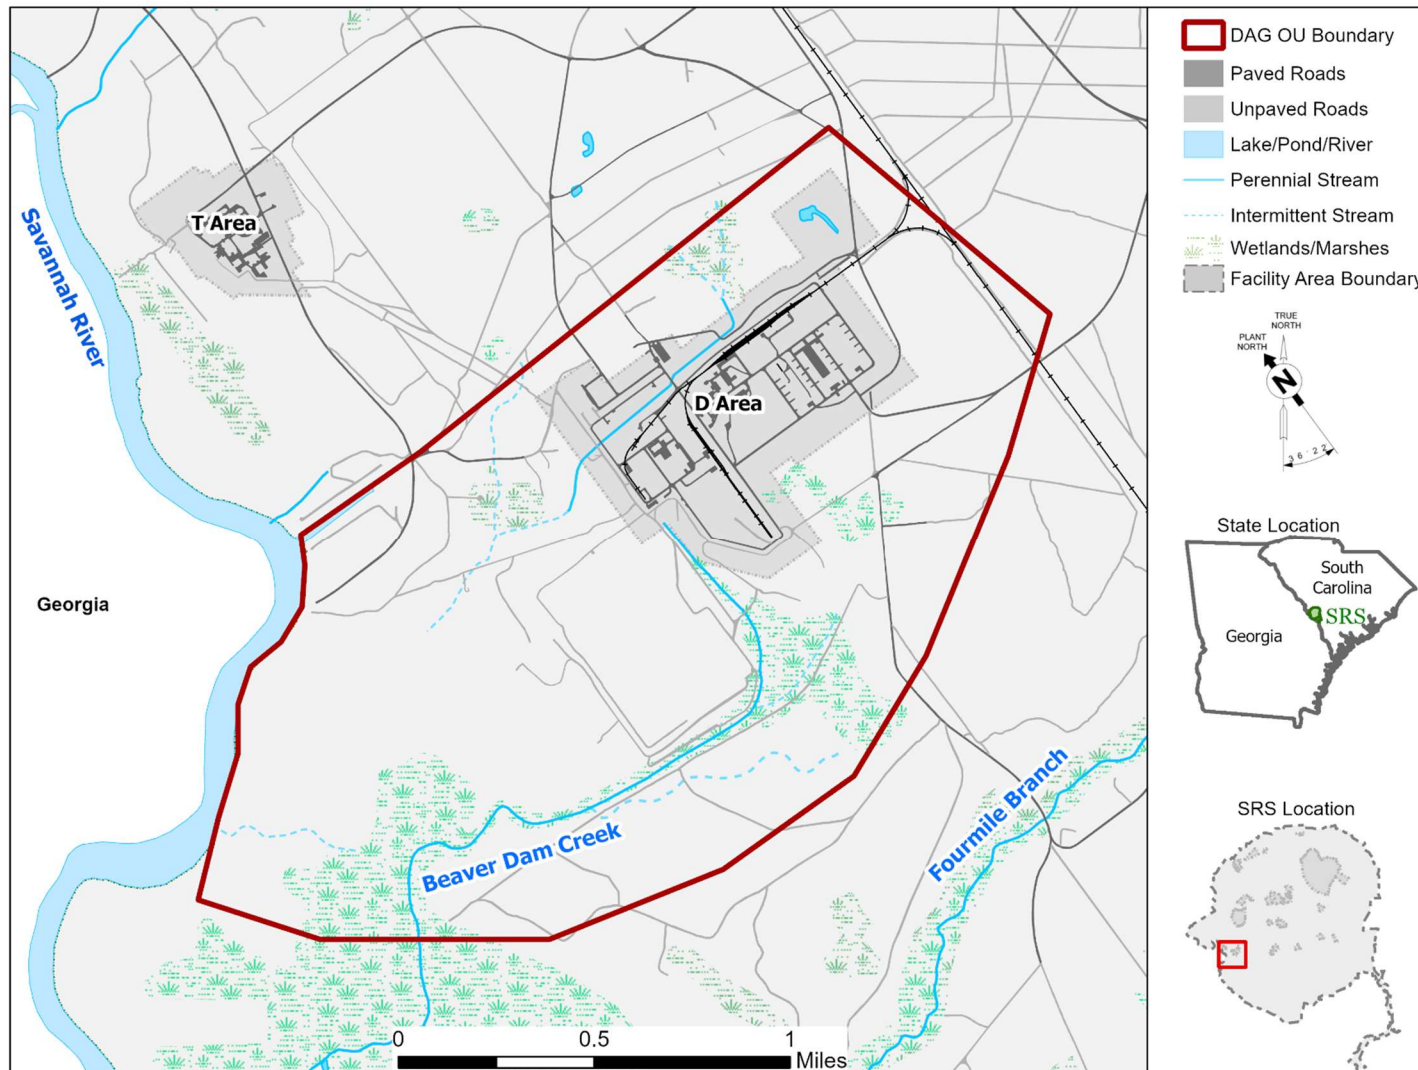 T Area
Savannah River
D Area
Georgia
Beaver Dam Creek
Fourmile Branch
0
0.5
1
Miles
DAG OU Boundary
Paved Roads
Unpaved Roads
Lake/Pond/River
Perennial Stream
Intermittent Stream
Wetlands/Marshes
Facility Area Boundary
TRUE
NORTH
PLANT
NORTH
N
36°22'
State Location
South
Carolina
SRS
Georgia
SRS Location